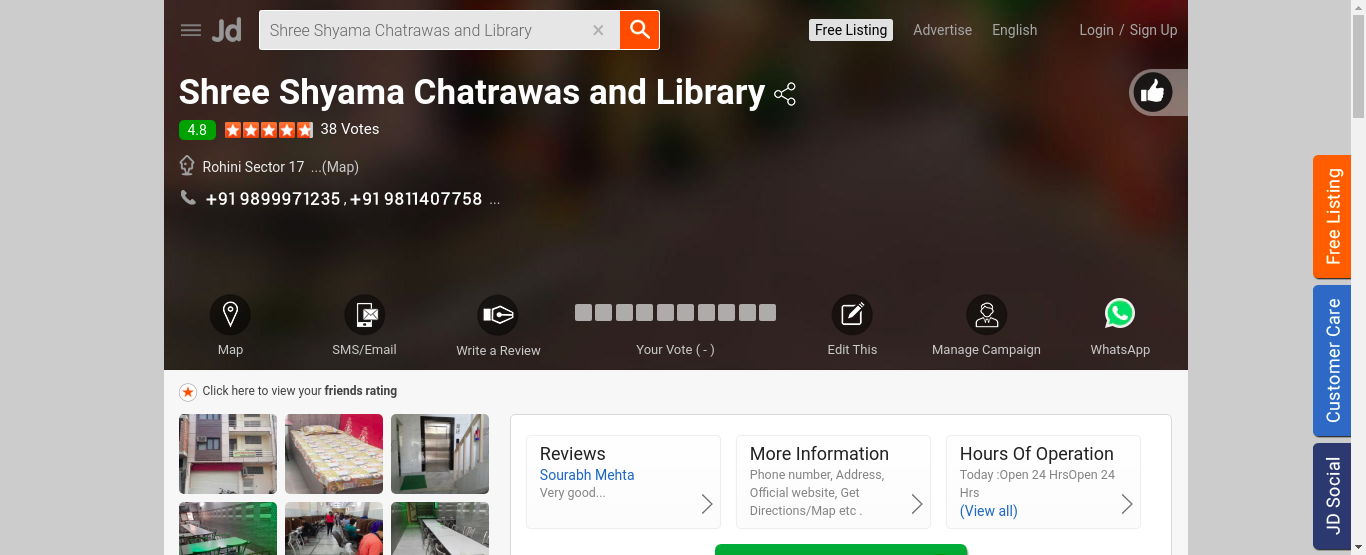 Jd
Shree Shyama Chatrawas and Library
Free Listing
Advertise
English
Login / Sign Up
Shree Shyama Chatrawas and Library
4.8
38 Votes
Rohini Sector 17 ...(Map)
+91 9899971235 , +91 9811407758 ...
Map
SMS/Email
Write a Review
Your Vote ( - )
Edit This
Manage Campaign
WhatsApp
Click here to view your friends rating
Reviews
Sourabh Mehta
Very good...
More Information
Phone number, Address,
Official website, Get
Directions/Map etc .
Hours Of Operation
Today :Open 24 HrsOpen 24
Hrs
(View all)
Free Listing
Customer Care
JD Social